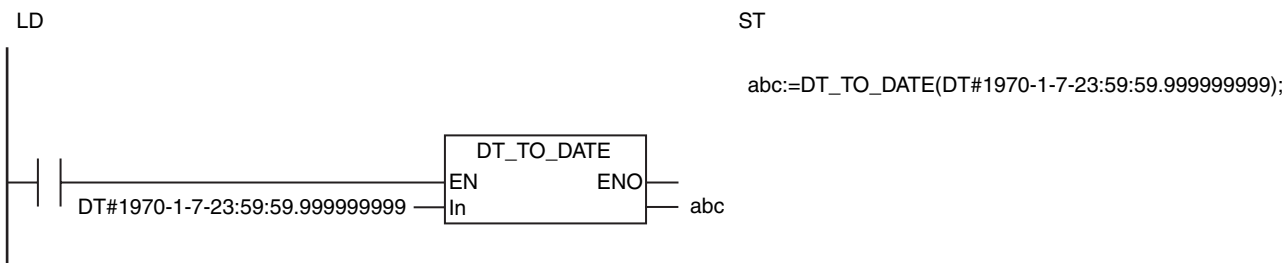 LD
ST
abc:=DT_TO_DATE(DT#1970-1-7-23:59:59.999999999);
DT_TO_DATE
EN ENO
DT#1970-1-7-23:59:59.999999999 In abc